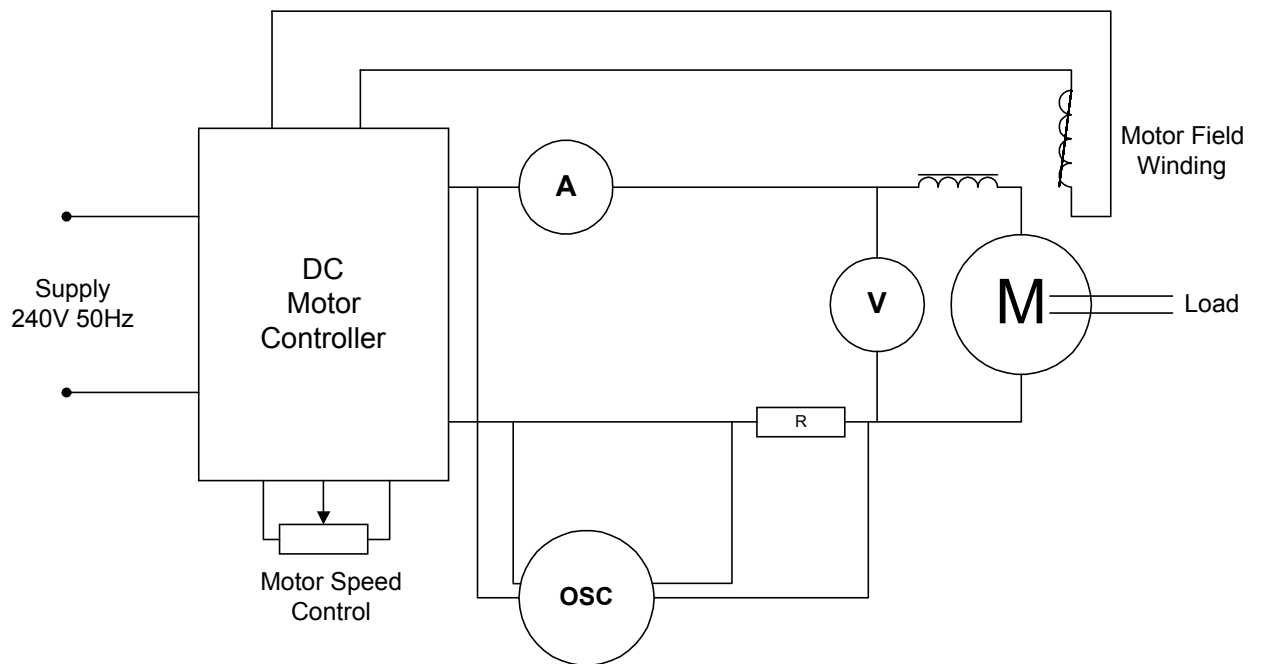 Motor Field
Winding
A
DC
Motor
Controller
Supply
240V 50Hz
V
M
Load
R
Motor Speed
Control
OSC